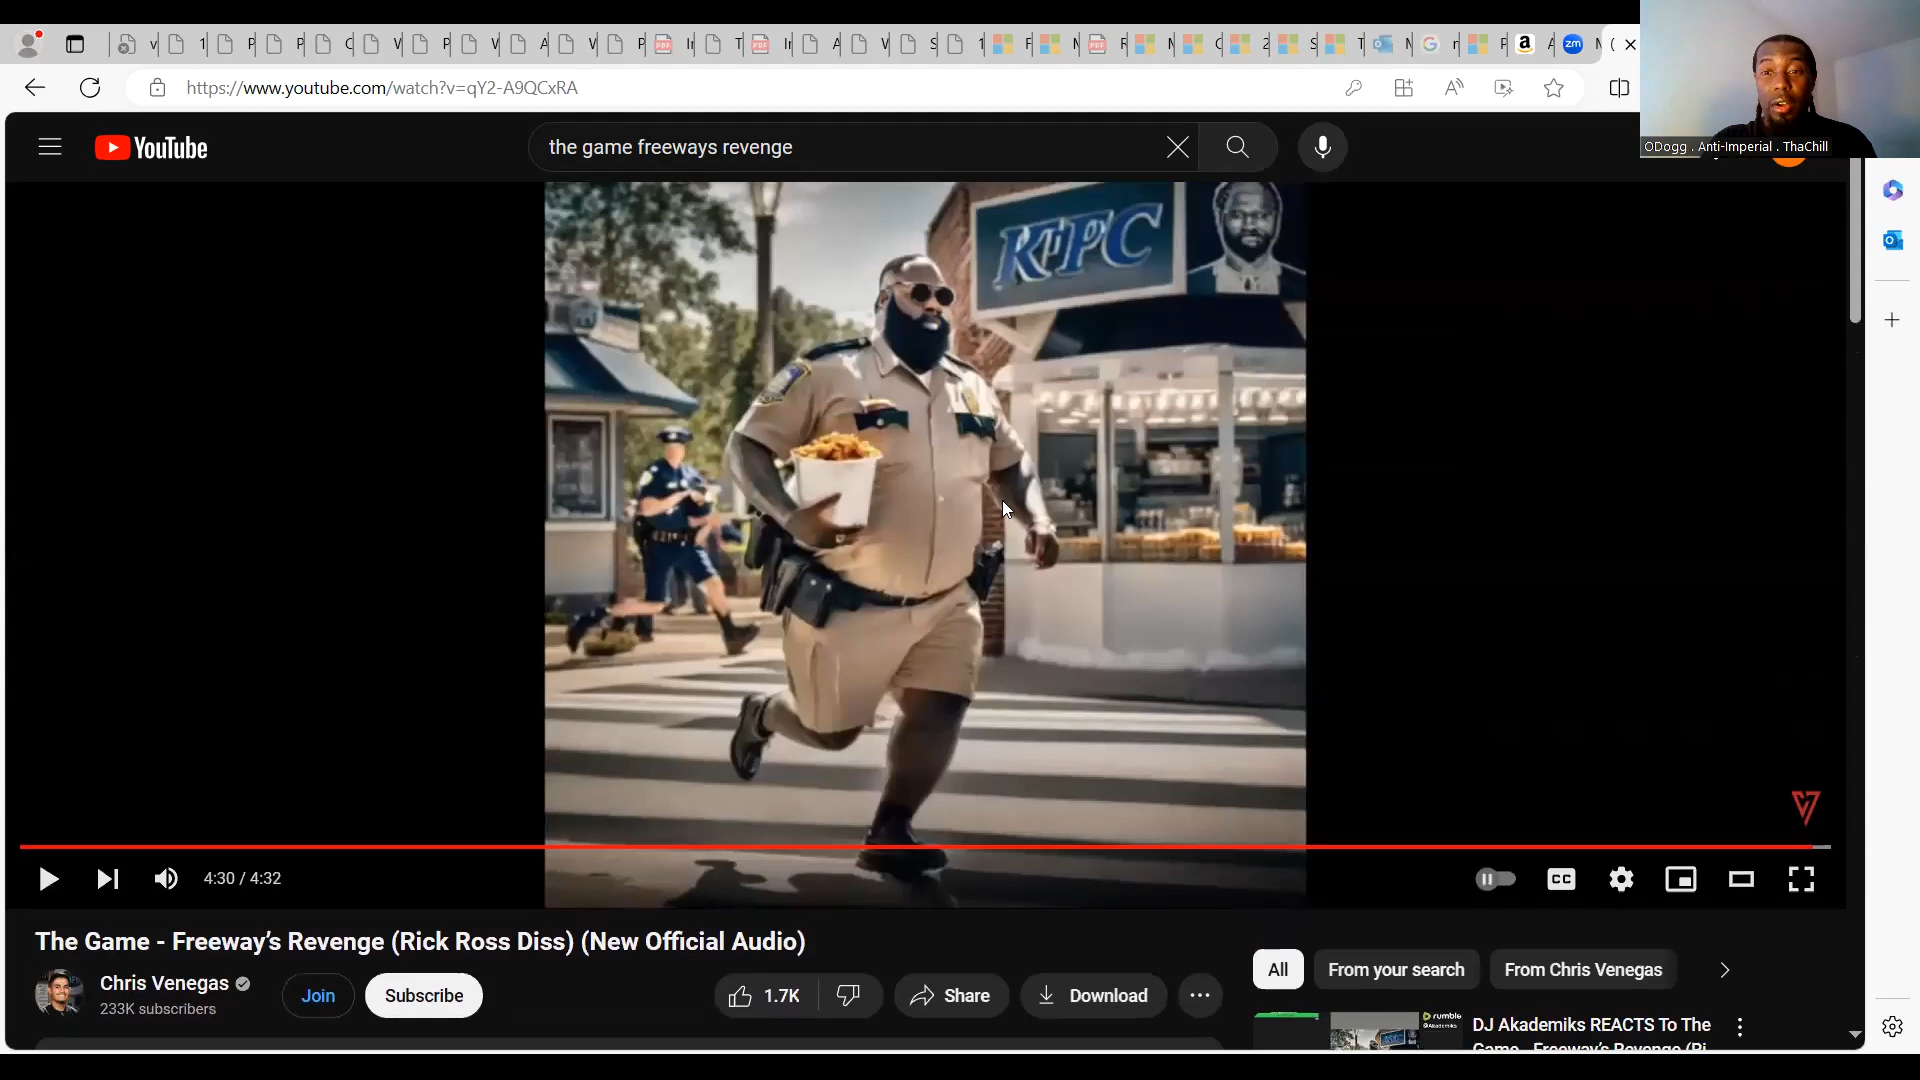 https://www.youtube.com/watch?v=qY2-A9QCxRA
YouTube
the game freeways revenge
ODogg . Anti-Imperial . ThaChill
4:30 / 4:32
CC
The Game - Freeway’s Revenge (Rick Ross Diss) (New Official Audio)
Chris Venegas
233K subscribers
Join
Subscribe
1.7K
Share
Download
All
From your search
From Chris Venegas
rumble
DJ Akademiks REACTS To The